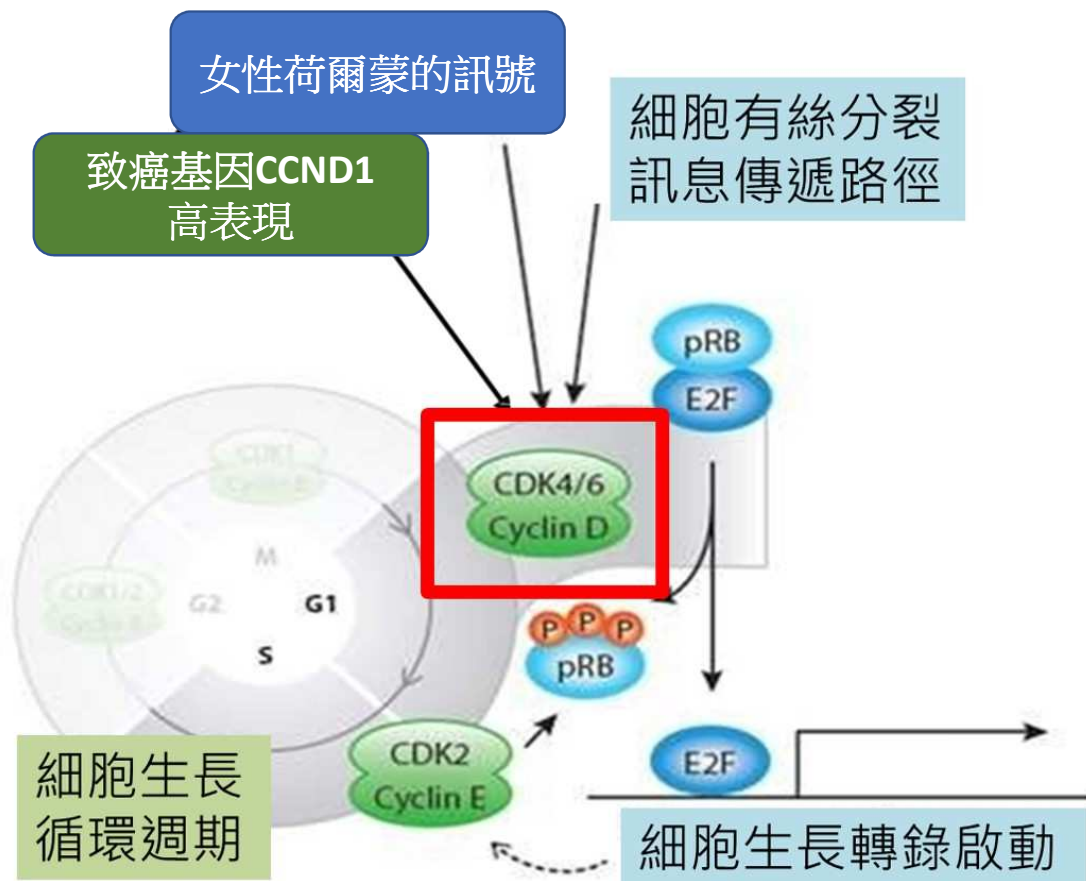 女性荷爾蒙的訊號
致癌基因CCND1
高表現
細胞有絲分裂
訊息傳遞路徑
pRB
E2F
CDK4/6
Cyclin D
CDK1
M
CDK1/2
G2
G1
S
P P P
pRB
CDK2
Cyclin E
E2F
細胞生長
循環週期
細胞生長轉錄啟動